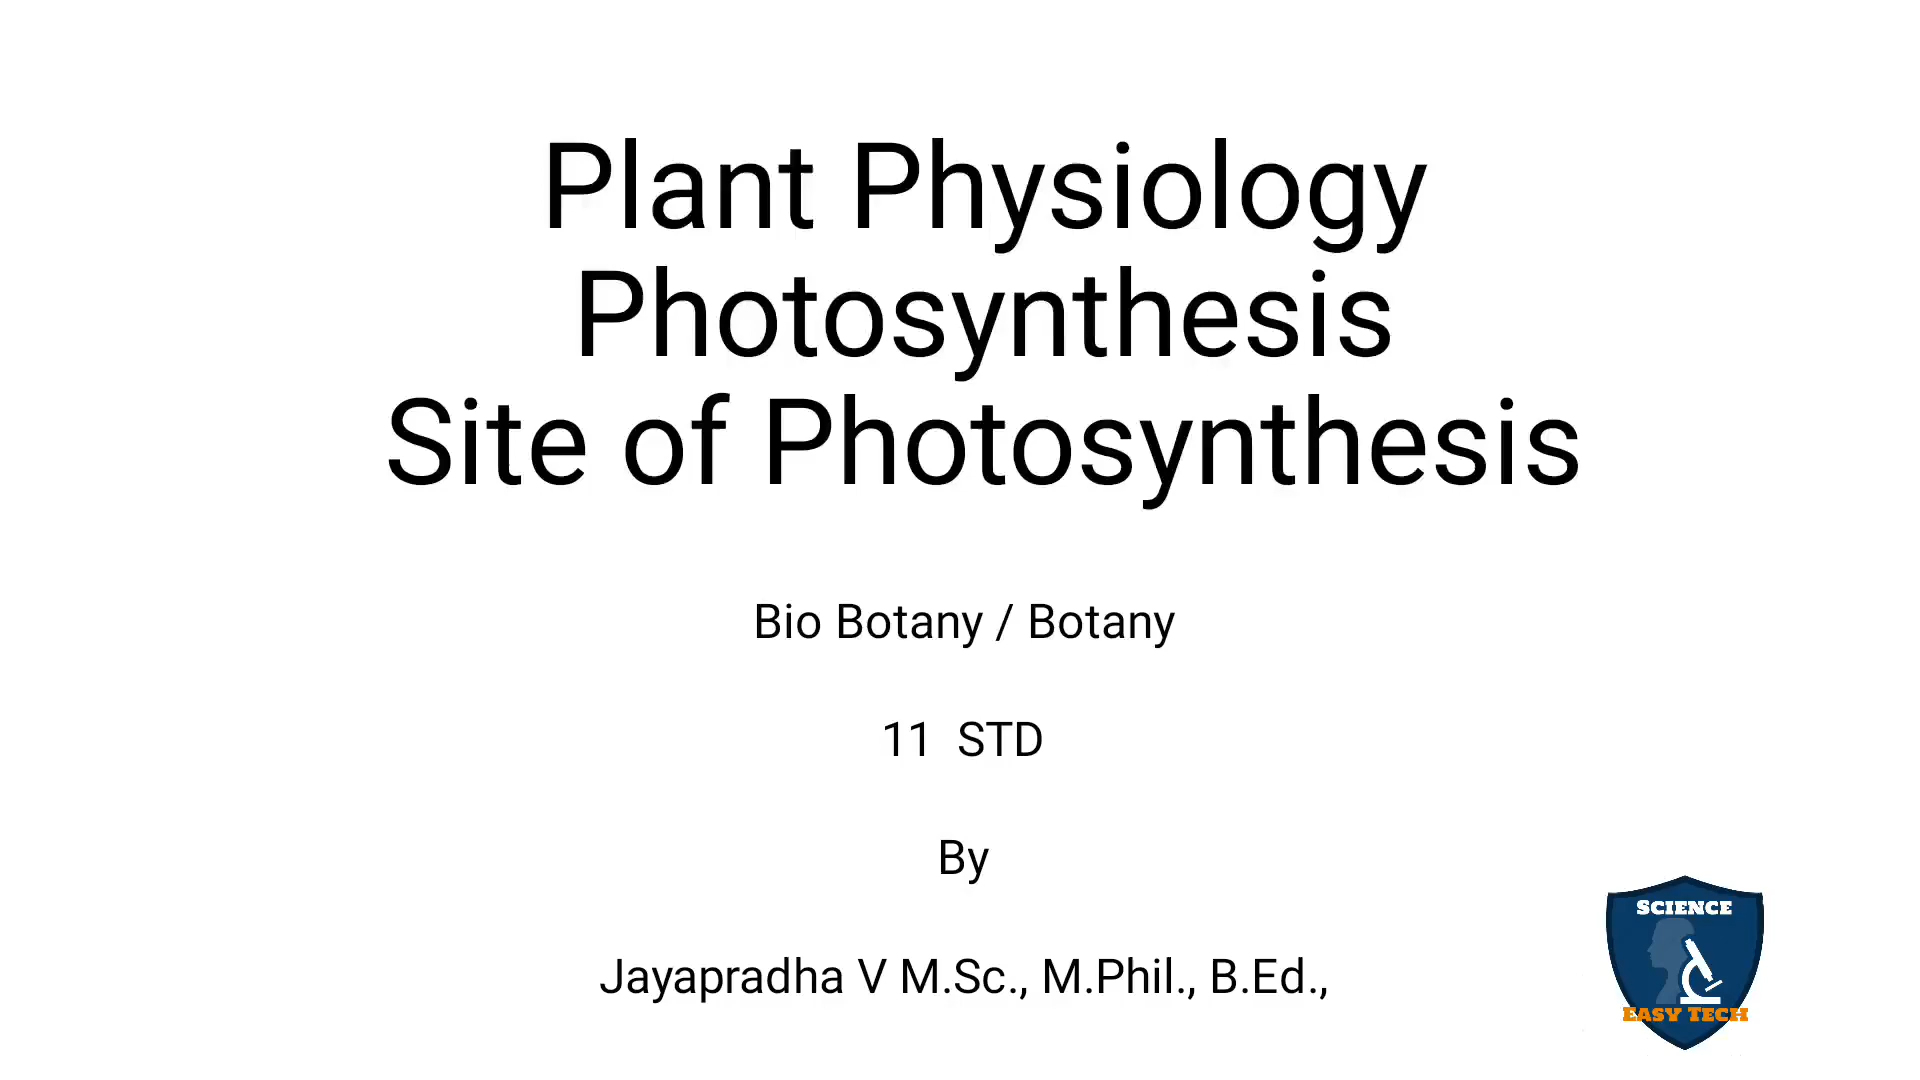 Plant Physiology
Photosynthesis
Site of Photosynthesis
Bio Botany / Botany
11 STD
By
Jayapradha V M.Sc., M.Phil., B.Ed.,
SCIENCE
EASY TECH